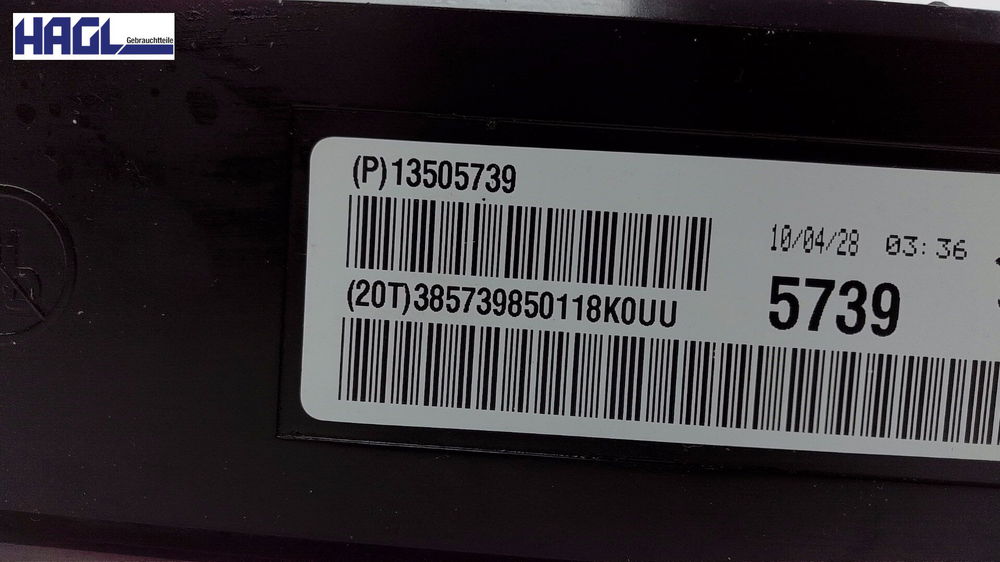 HAGL
Gebrauchtteile
(P)13505739
10/04/28 03:36
(20T)385739850118K0UU
5739